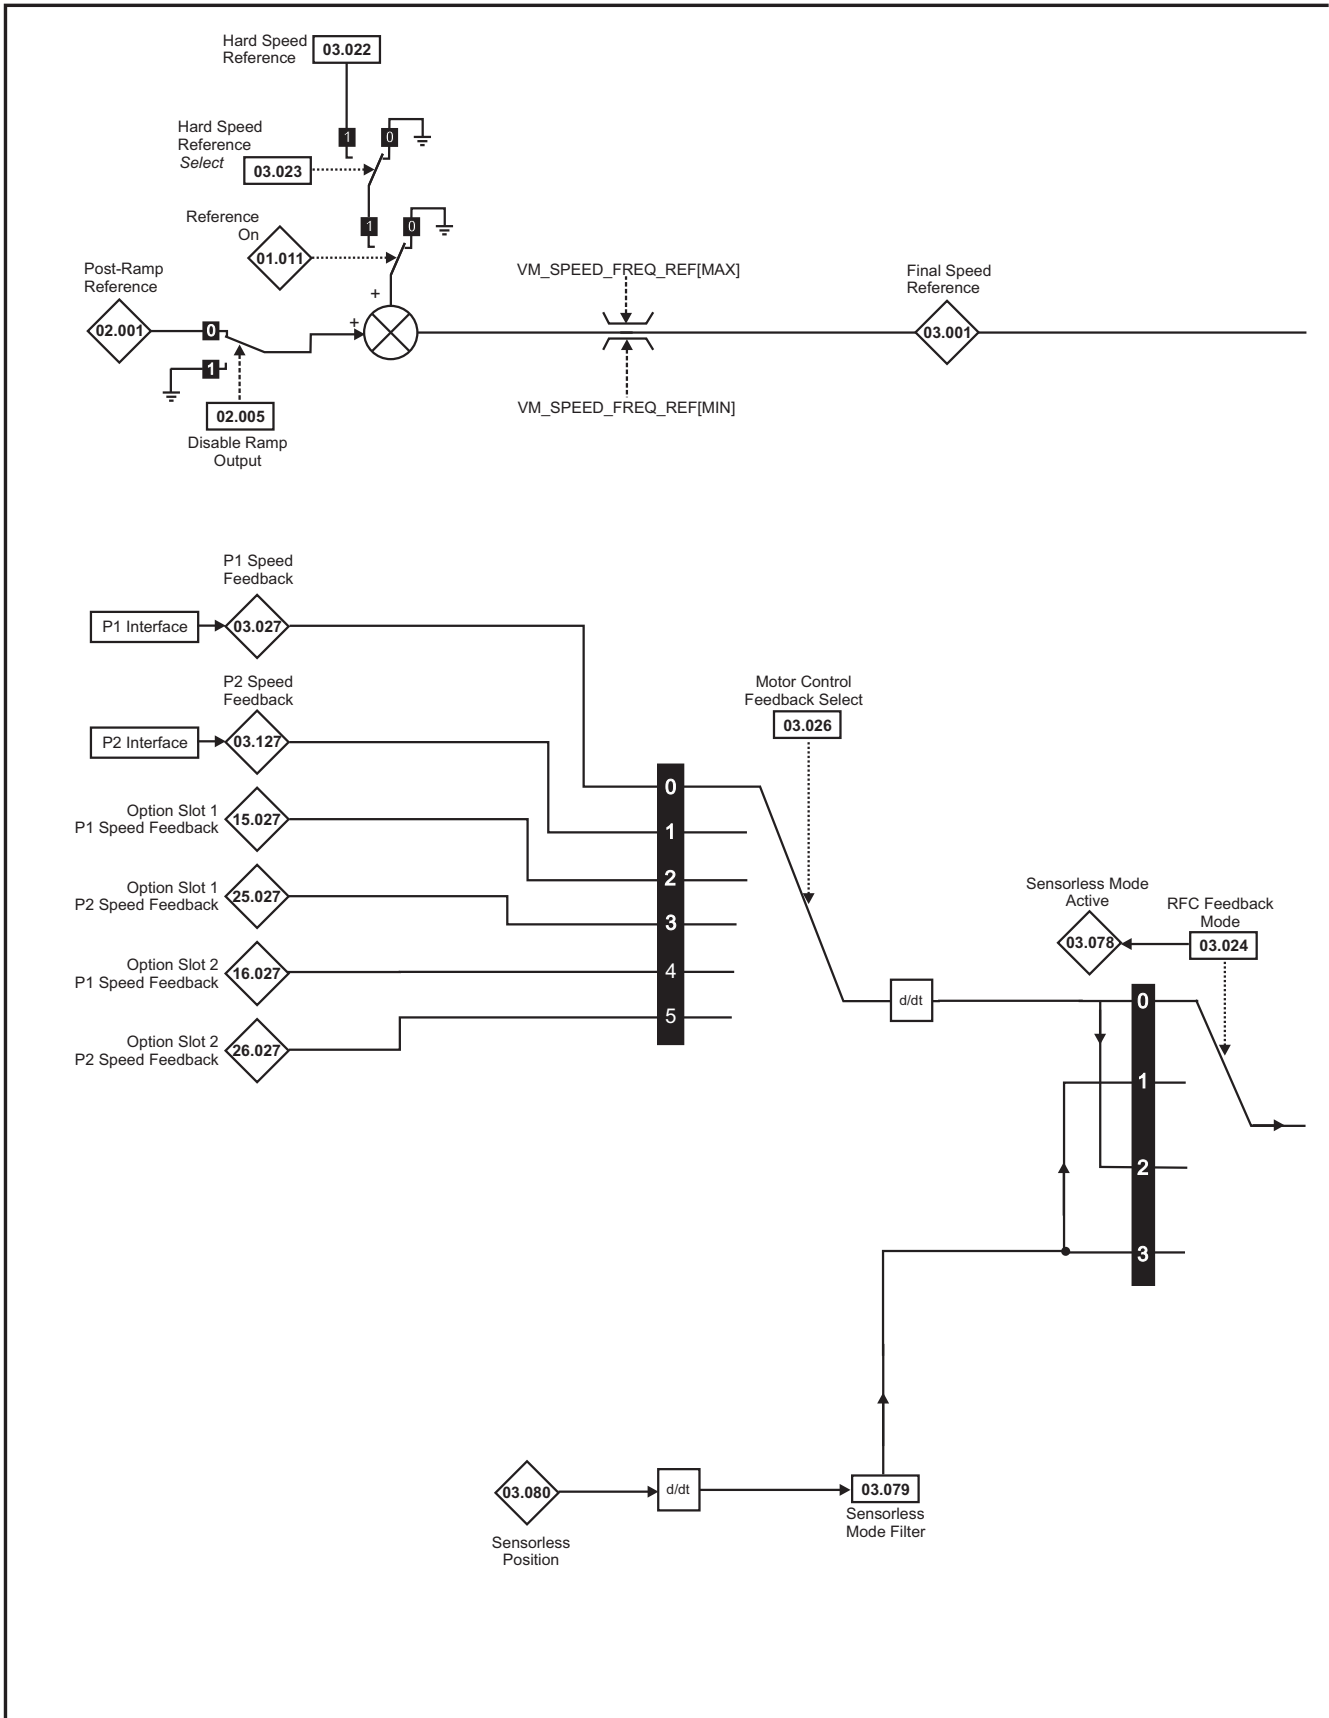 Hard Speed
Reference
03.022
1
0
Hard Speed
Reference
Select
03.023
1
0
Reference
On
01.011
+
VM_SPEED_FREQ_REF[MAX]
Final Speed
Reference
Post-Ramp
Reference
02.001
0
+
03.001
1
VM_SPEED_FREQ_REF[MIN]
02.005
Disable Ramp
Output
P1 Speed
Feedback
P1 Interface
03.027
P2 Speed
Feedback
P2 Interface
03.127
Motor Control
Feedback Select
03.026
0
Option Slot 1
P1 Speed Feedback
15.027
1
2
Option Slot 1
P2 Speed Feedback
25.027
3
Option Slot 2
P1 Speed Feedback
16.027
4
Option Slot 2
P2 Speed Feedback
26.027
5
Sensorless Mode
Active
03.078
RFC Feedback
Mode
03.024
d/dt
0
1
2
3
03.080
Sensorless
Position
d/dt
03.079
Sensorless
Mode Filter